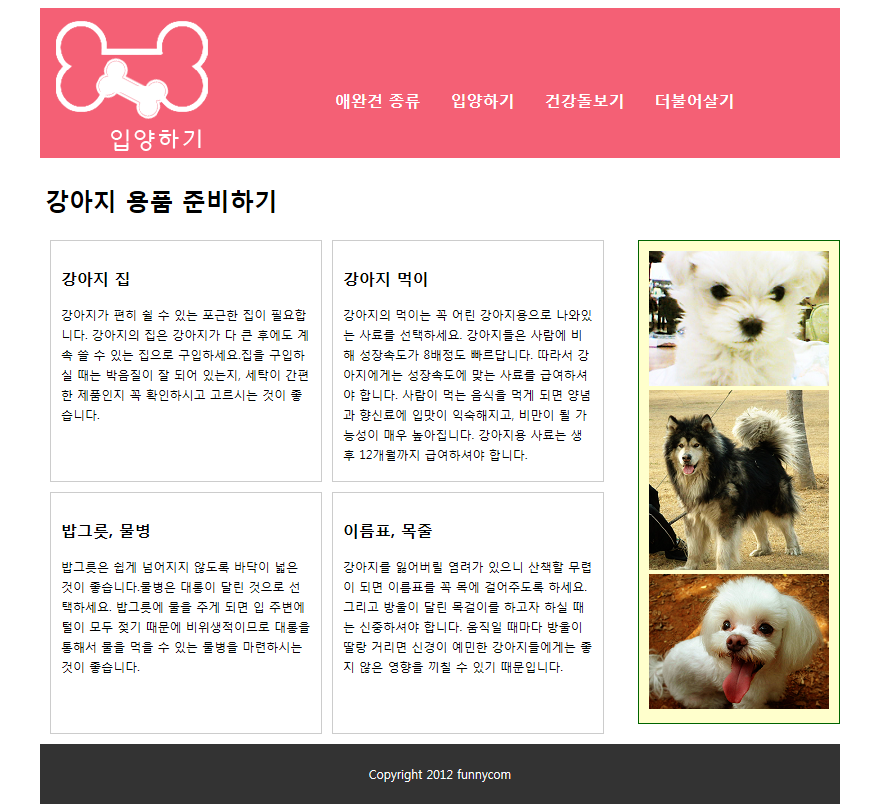 입양하기
애완견 종류 입양하기 건강돌보기 더불어살기
강아지 용품 준비하기
강아지 집
강아지가 편히 쉴 수 있는 포근한 집이 필요합
니다. 강아지의 집은 강아지가 다 큰 후에도 계
속 쓸 수 있는 집으로 구입하세요.집을 구입하
실 때는 박음질이 잘 되어 있는지, 세탁이 간편
한 제품인지 꼭 확인하시고 고르시는 것이 좋
습니다.
강아지 먹이
강아지의 먹이는 꼭 어린 강아지용으로 나와있
는 사료를 선택하세요. 강아지들은 사람에 비
해 성장속도가 8배정도 빠르답니다. 따라서 강
아지에게는 성장속도에 맞는 사료를 급여하셔
야 합니다. 사람이 먹는 음식을 먹게 되면 양념
과 향신료에 입맛이 익숙해지고, 비만이 될 가
능성이 매우 높아집니다. 강아지용 사료는 생
후 12개월까지 급여하셔야 합니다.
밥그릇, 물병
밥그릇은 쉽게 넘어지지 않도록 바닥이 넓은
것이 좋습니다.물병은 대롱이 달린 것으로 선
택하세요. 밥그릇에 물을 주게 되면 입 주변에
털이 모두 젖기 때문에 비위생적이므로 대롱을
통해서 물을 먹을 수 있는 물병을 마련하시는
것이 좋습니다.
이름표, 목줄
강아지를 잃어버릴 염려가 있으니 산책할 무렵
이 되면 이름표를 꼭 목에 걸어주도록 하세요.
그리고 방울이 달린 목걸이를 하고자 하실 때
는 신중하셔야 합니다. 움직일 때마다 방울이
딸랑 거리면 신경이 예민한 강아지들에게는 좋
지 않은 영향을 끼칠 수 있기 때문입니다.
Copyright 2012 funnycom